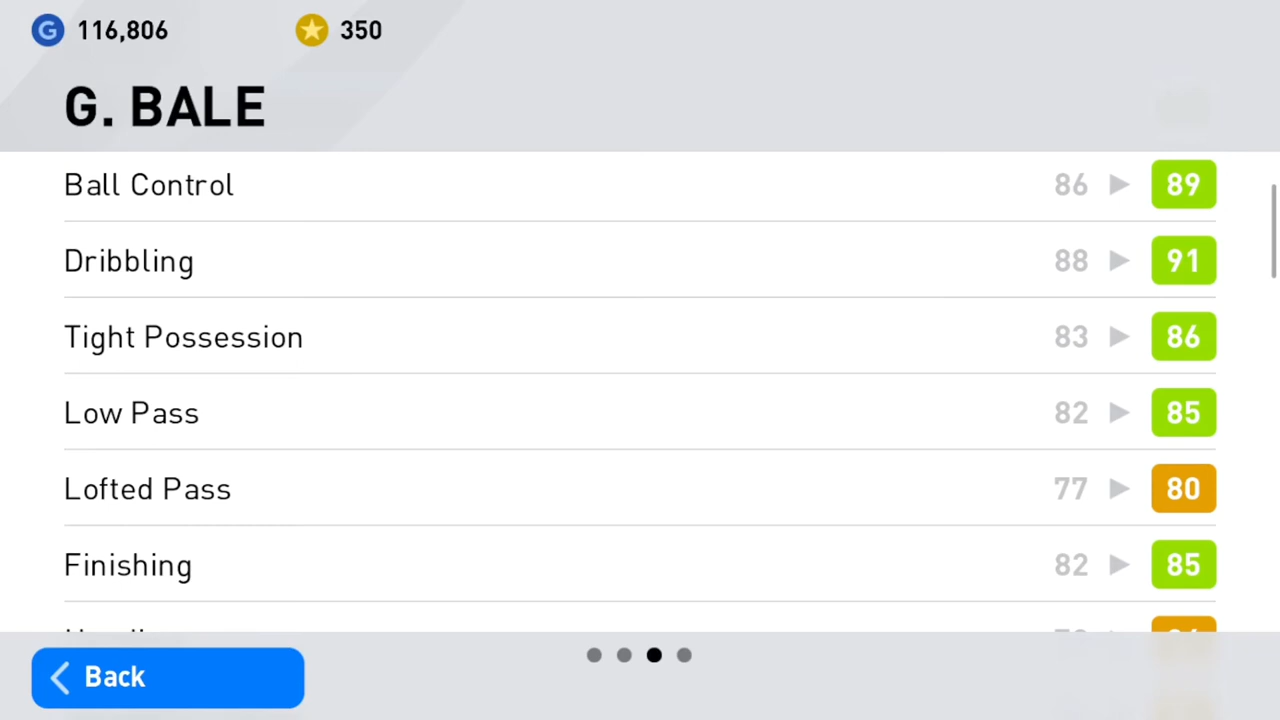 G 116,806 350
G. BALE
Ball Control 86 ▶ 89
Dribbling 88 ▶ 91
Tight Possession 83 ▶ 86
Low Pass 82 ▶ 85
Lofted Pass 77 ▶ 80
Finishing 82 ▶ 85
Back